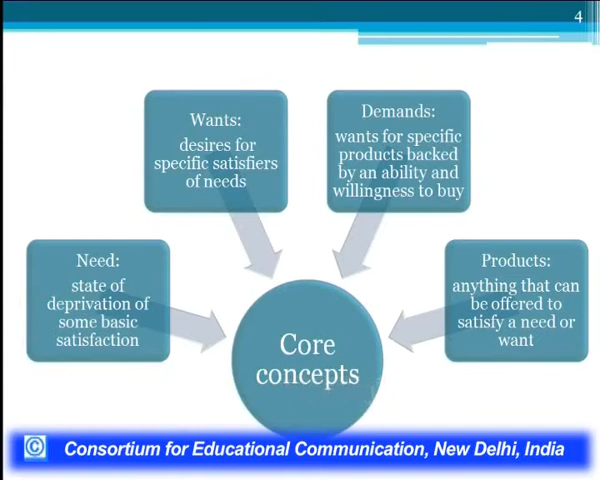 4
Wants:
desires for
specific satisfiers
of needs
Demands:
wants for specific
products backed
by an ability and
willingness to buy
Need:
state of
deprivation of
some basic
satisfaction
Products:
anything that can
be offered to
satisfy a need or
want
Core
concepts
© Consortium for Educational Communication, New Delhi, India